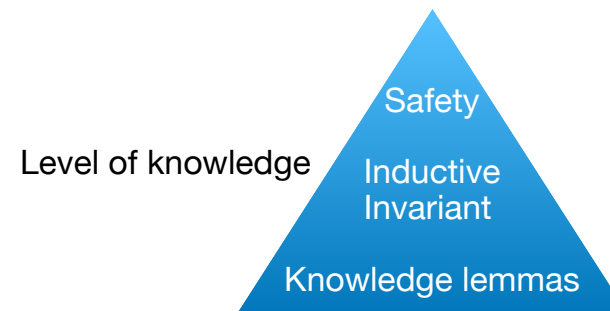 Safety
Level of knowledge
Inductive
Invariant
Knowledge lemmas